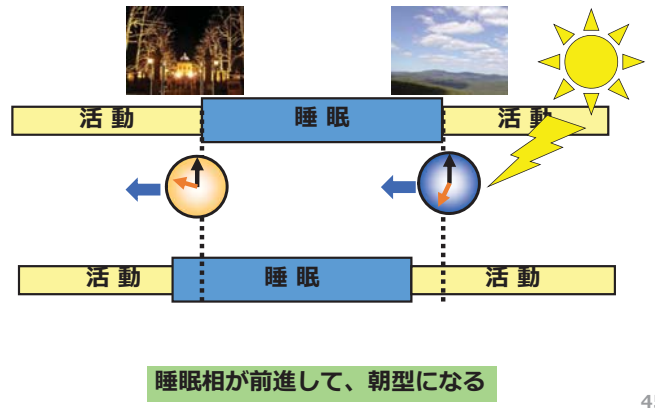 活 動 睡 眠 活 動
活 動 睡 眠 活 動
睡眠相が前進して、朝型になる